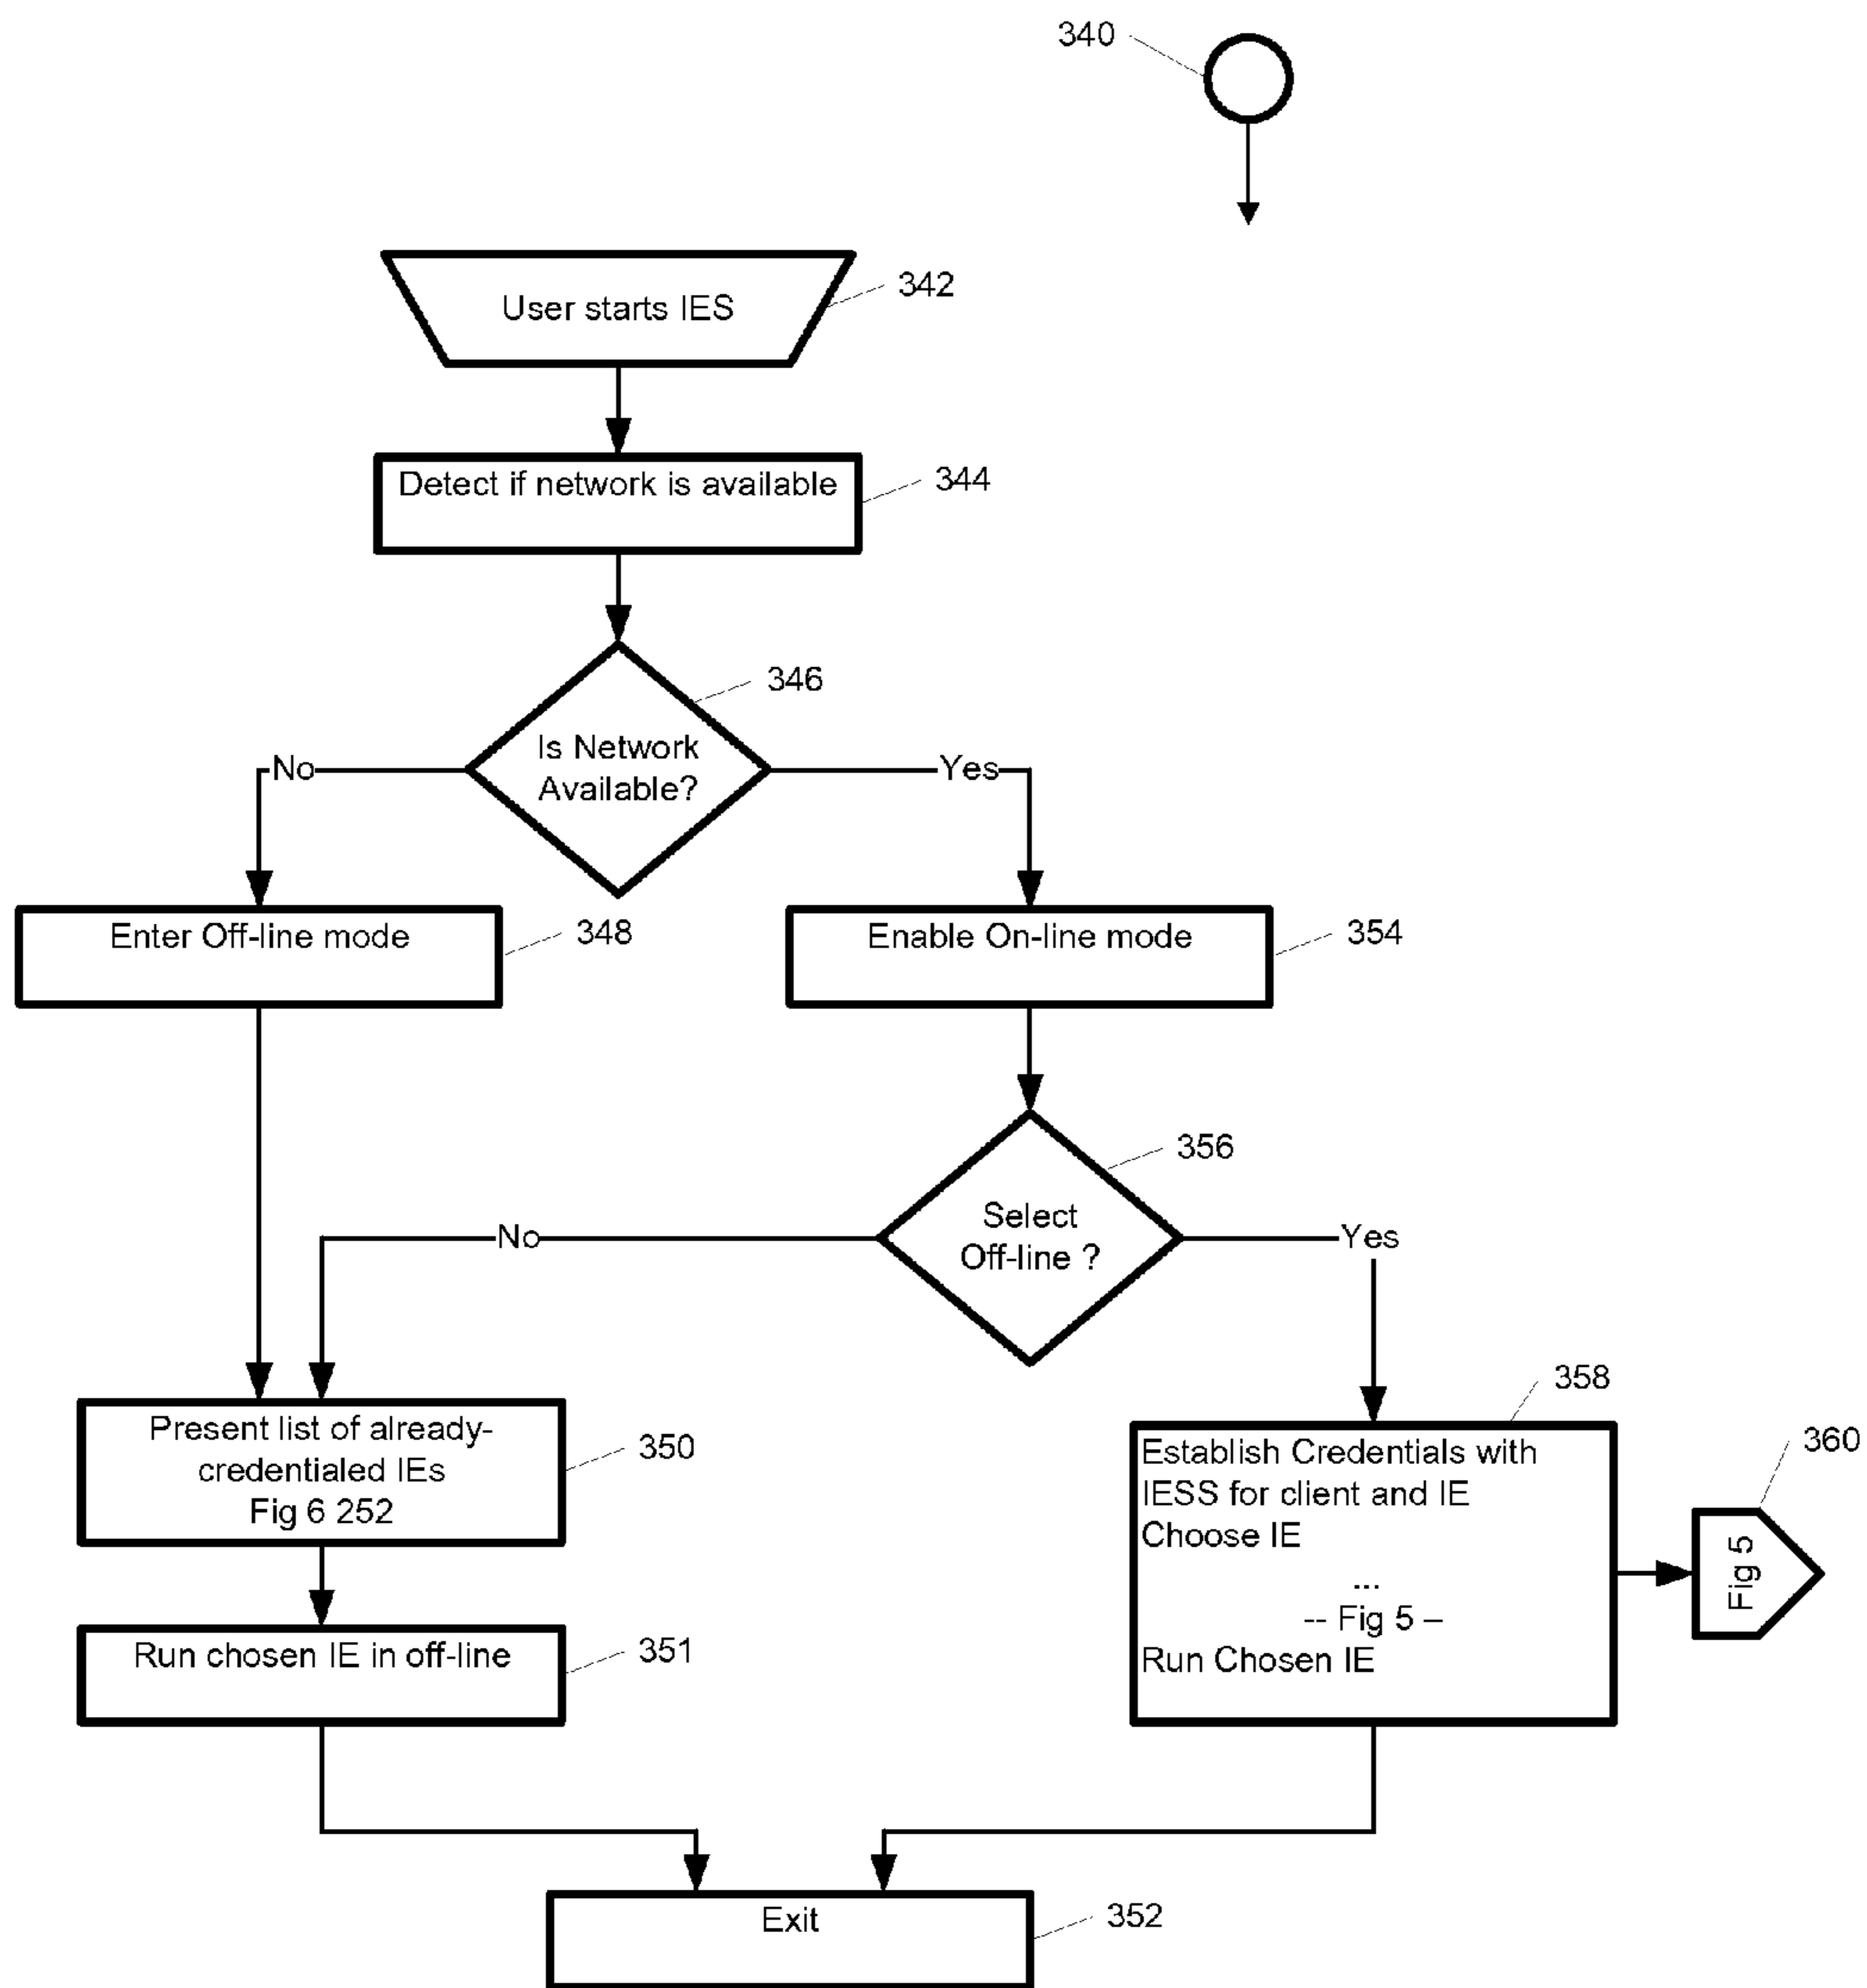 340
User starts IES
342
Detect if network is available
344
346
Is Network
Available?
No
Yes
Enter Off-line mode
348
Enable On-line mode
354
356
Select
Off-line ?
No
Yes
358
Present list of already-
credentialed IEs
Fig 6 252
350
Establish Credentials with
IESS for client and IE
Choose IE
...
-- Fig 5 –
Run Chosen IE
360
Fig 5
Run chosen IE in off-line
351
Exit
352